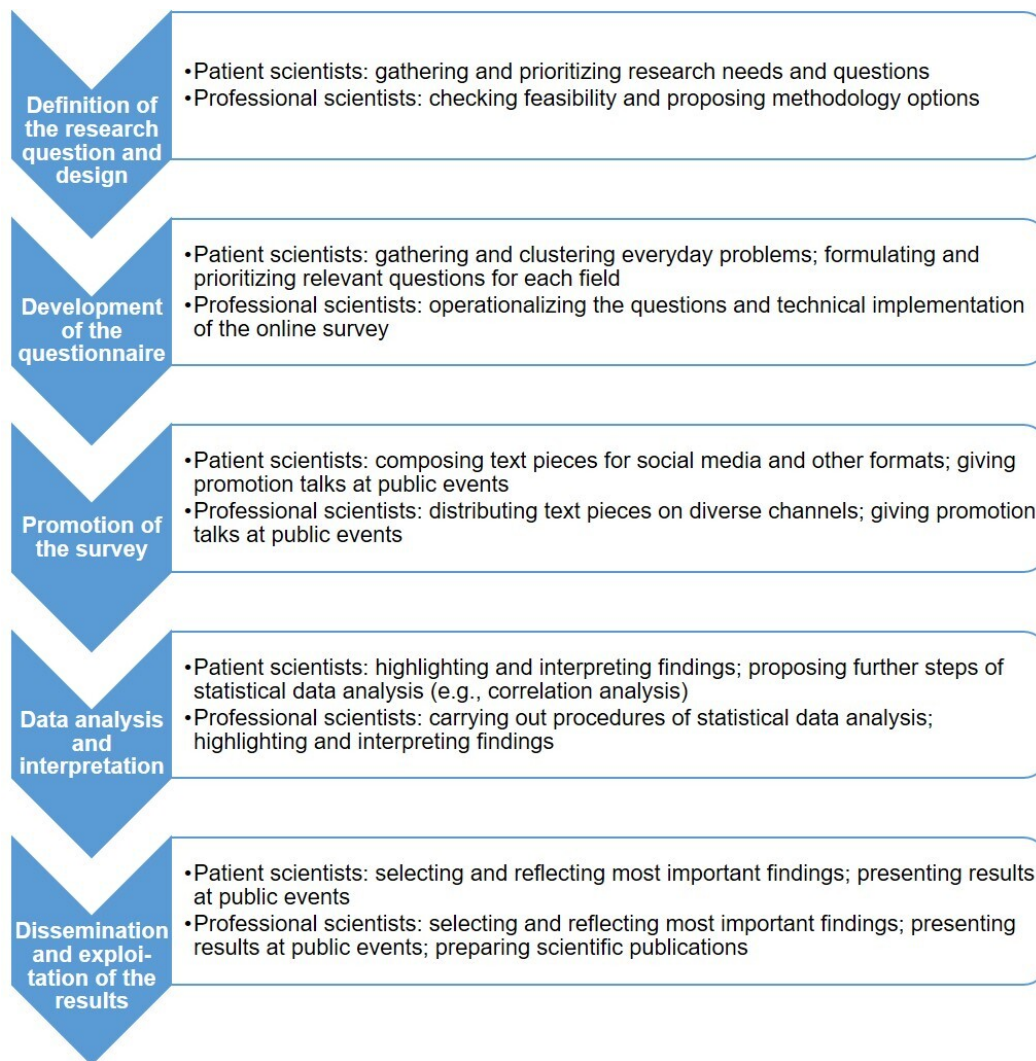 Definition of
the research
question and
design
•Patient scientists: gathering and prioritizing research needs and questions
•Professional scientists: checking feasibility and proposing methodology options
Development
of the
questionnaire
•Patient scientists: gathering and clustering everyday problems; formulating and
prioritizing relevant questions for each field
•Professional scientists: operationalizing the questions and technical implementation
of the online survey
Promotion of
the survey
•Patient scientists: composing text pieces for social media and other formats; giving
promotion talks at public events
•Professional scientists: distributing text pieces on diverse channels; giving promotion
talks at public events
Data analysis
and
interpretation
•Patient scientists: highlighting and interpreting findings; proposing further steps of
statistical data analysis (e.g., correlation analysis)
•Professional scientists: carrying out procedures of statistical data analysis;
highlighting and interpreting findings
Dissemination
and exploi-
tation of the
results
•Patient scientists: selecting and reflecting most important findings; presenting results
at public events
•Professional scientists: selecting and reflecting most important findings; presenting
results at public events; preparing scientific publications